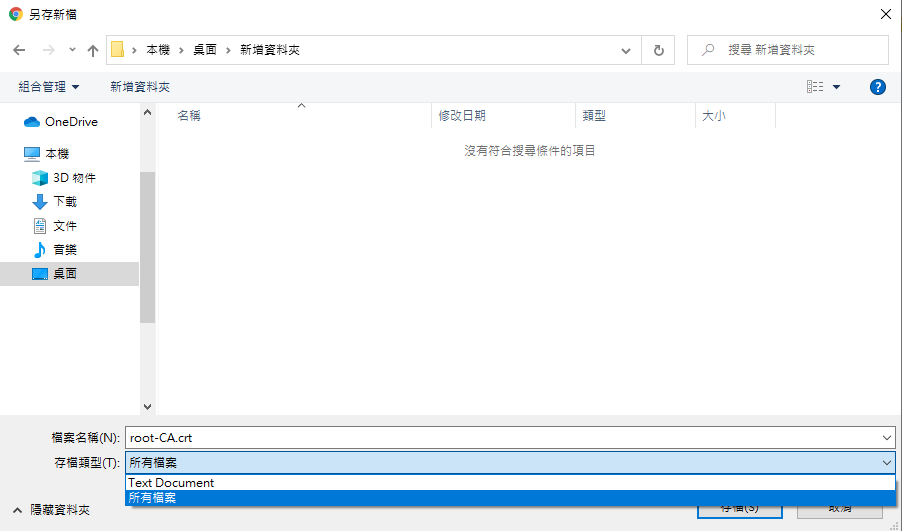 另存新檔
本機 › 桌面 › 新增資料夾
搜尋 新增資料夾
組合管理 新增資料夾
名稱 修改日期 類型 大小
沒有符合搜尋條件的項目
OneDrive
本機
3D 物件
下載
文件
音樂
桌面
檔案名稱(N): root-CA.crt
存檔類型(T): 所有檔案
Text Document
所有檔案
隱藏資料夾 存檔(S) 取消